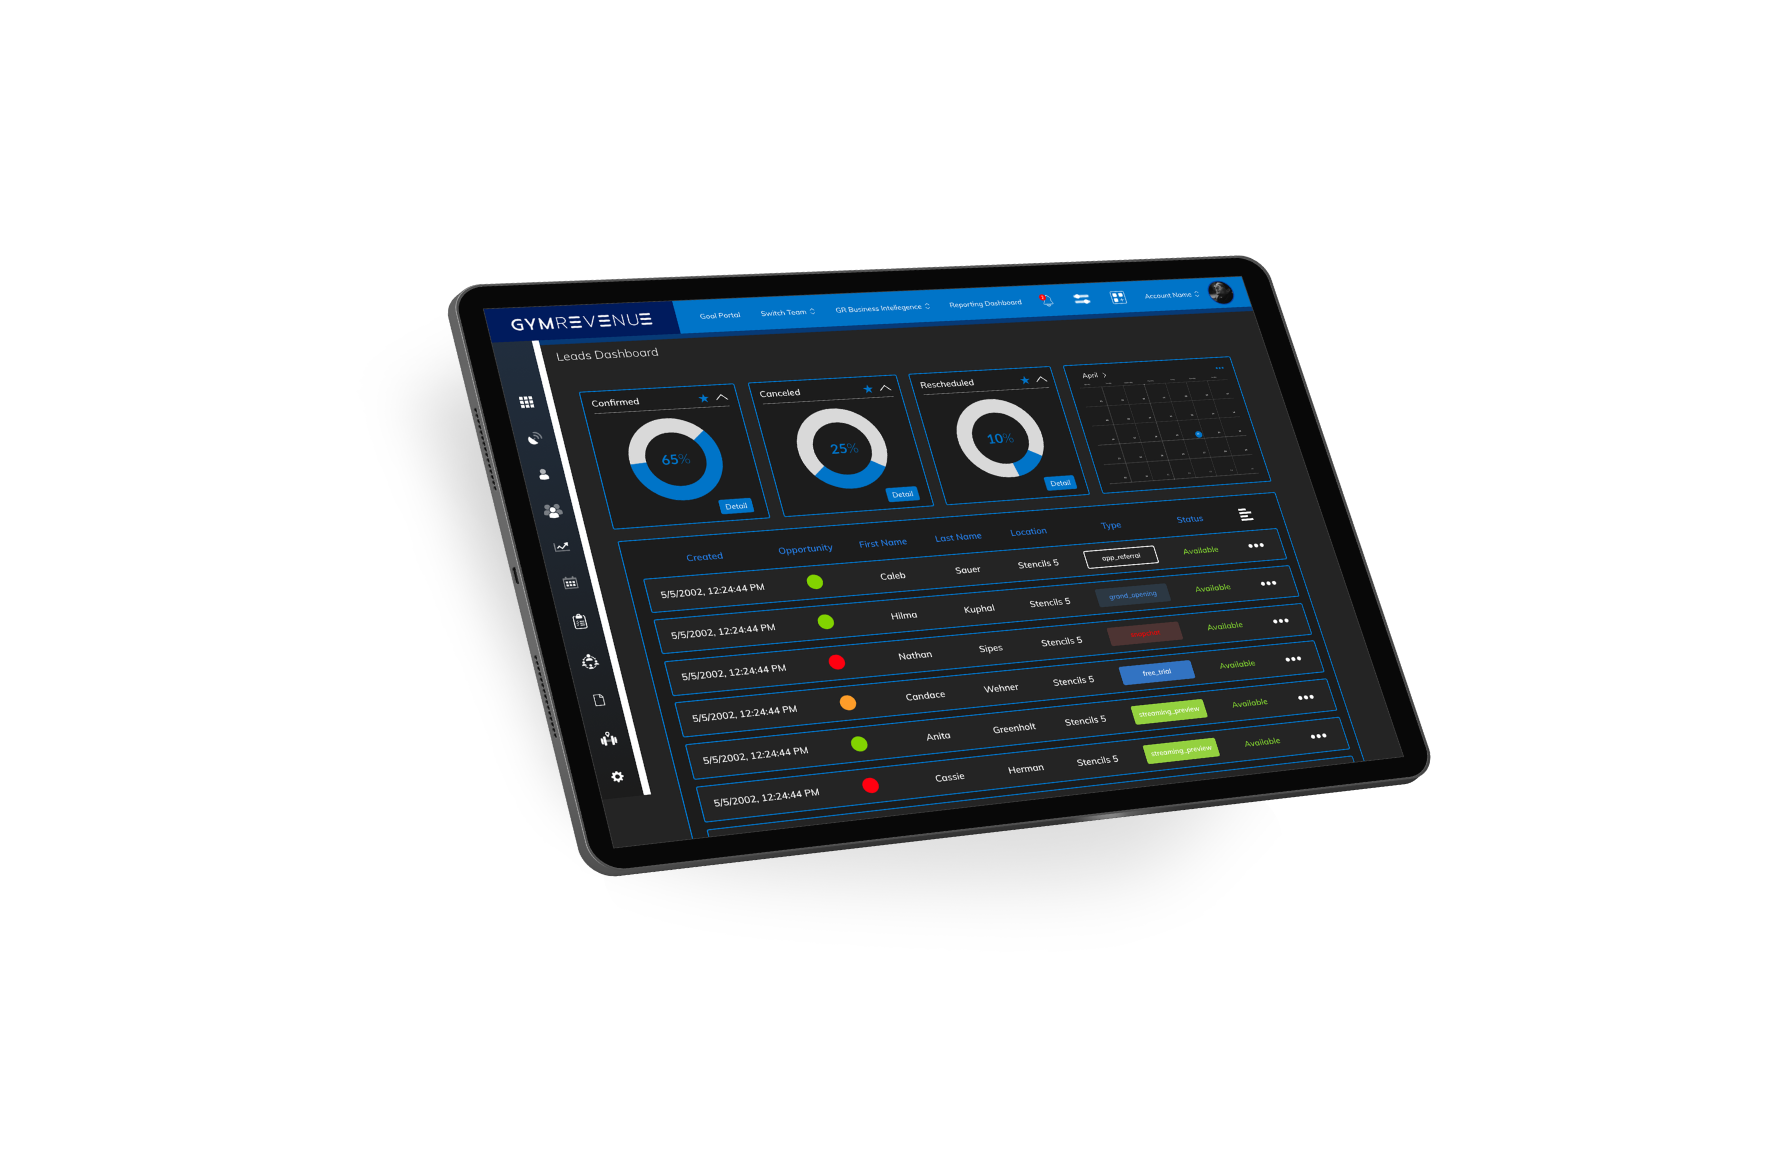 GYMREVENUE
Goal Portal Switch Team GR Business Intellegence Reporting Dashboard Account Name
Leads Dashboard
Confirmed
65%
Detail
Canceled
25%
Detail
Rescheduled
10%
Detail
April
Created Opportunity First Name Last Name Location Type Status
5/5/2002, 12:24:44 PM Caleb Sauer Stencils 5 app_referral Available
5/5/2002, 12:24:44 PM Hilma Kuphal Stencils 5 grand_opening Available
5/5/2002, 12:24:44 PM Nathan Sipes Stencils 5 Available
5/5/2002, 12:24:44 PM Candace Wehner Stencils 5 free_trial Available
5/5/2002, 12:24:44 PM Anita Greenholt Stencils 5 streaming_preview Available
5/5/2002, 12:24:44 PM Cassie Herman Stencils 5 streaming_preview Available